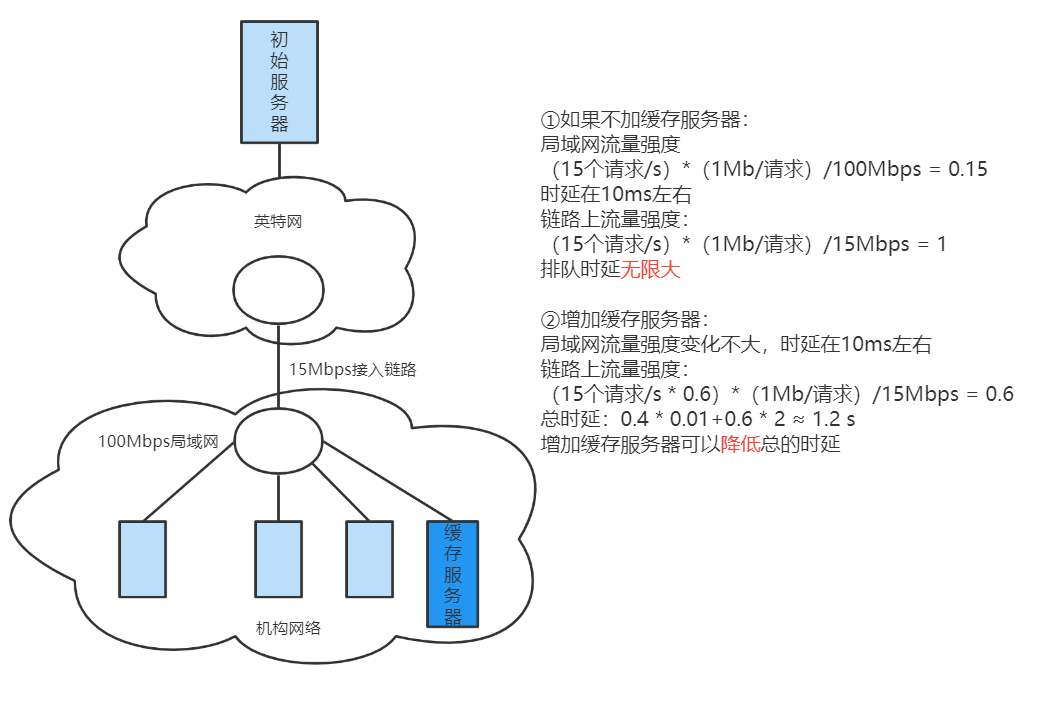 初始服务器
英特网
15Mbps接入链路
100Mbps局域网
缓存服务器
机构网络
①如果不加缓存服务器：
局域网流量强度
（15个请求/s）*（1Mb/请求）/100Mbps = 0.15
时延在10ms左右
链路上流量强度：
（15个请求/s）*（1Mb/请求）/15Mbps = 1
排队时延无限大
②增加缓存服务器：
局域网流量强度变化不大，时延在10ms左右
链路上流量强度：
（15个请求/s * 0.6）*（1Mb/请求）/15Mbps = 0.6
总时延：0.4 * 0.01+0.6 * 2 ≈ 1.2 s
增加缓存服务器可以降低总的时延